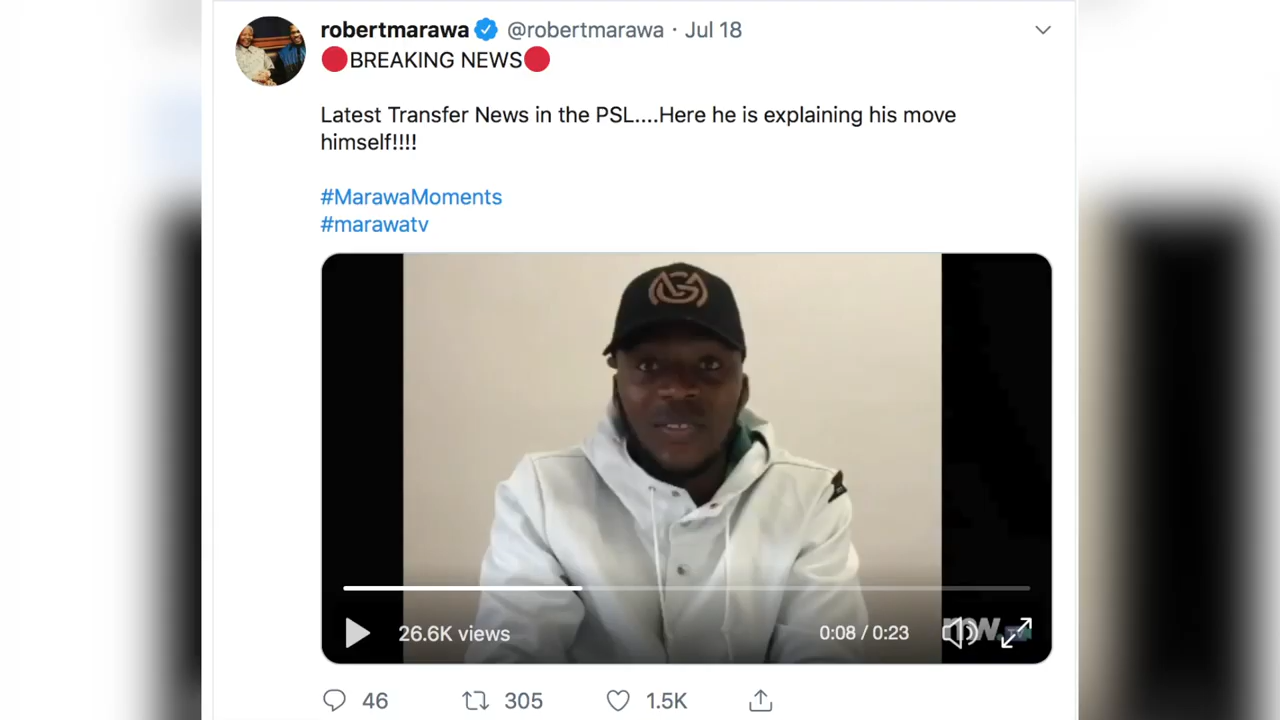 robertmarawa @robertmarawa · Jul 18
🔴BREAKING NEWS🔴
Latest Transfer News in the PSL....Here he is explaining his move
himself!!!!
#MarawaMoments
#marawatv
26.6K views
0:08 / 0:23
46
305
1.5K